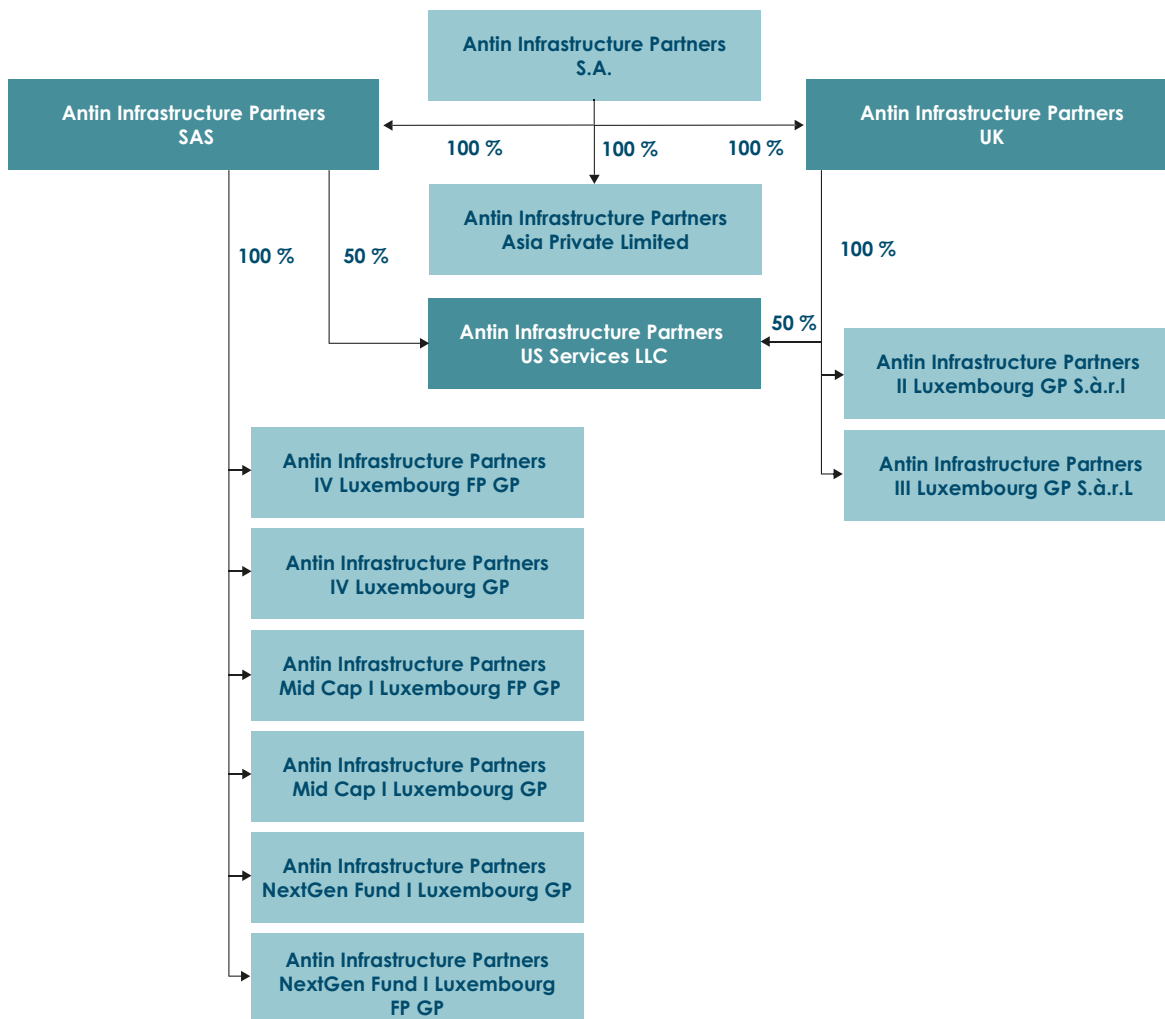 Antin Infrastructure Partners
S.A.
Antin Infrastructure Partners
SAS
Antin Infrastructure Partners
UK
100 %
100 %
100 %
Antin Infrastructure Partners
Asia Private Limited
100 %
50 %
100 %
Antin Infrastructure Partners
US Services LLC
50 %
Antin Infrastructure Partners
II Luxembourg GP S.à.r.l
Antin Infrastructure Partners
III Luxembourg GP S.à.r.L
Antin Infrastructure Partners
IV Luxembourg FP GP
Antin Infrastructure Partners
IV Luxembourg GP
Antin Infrastructure Partners
Mid Cap I Luxembourg FP GP
Antin Infrastructure Partners
Mid Cap I Luxembourg GP
Antin Infrastructure Partners
NextGen Fund I Luxembourg GP
Antin Infrastructure Partners
NextGen Fund I Luxembourg
FP GP